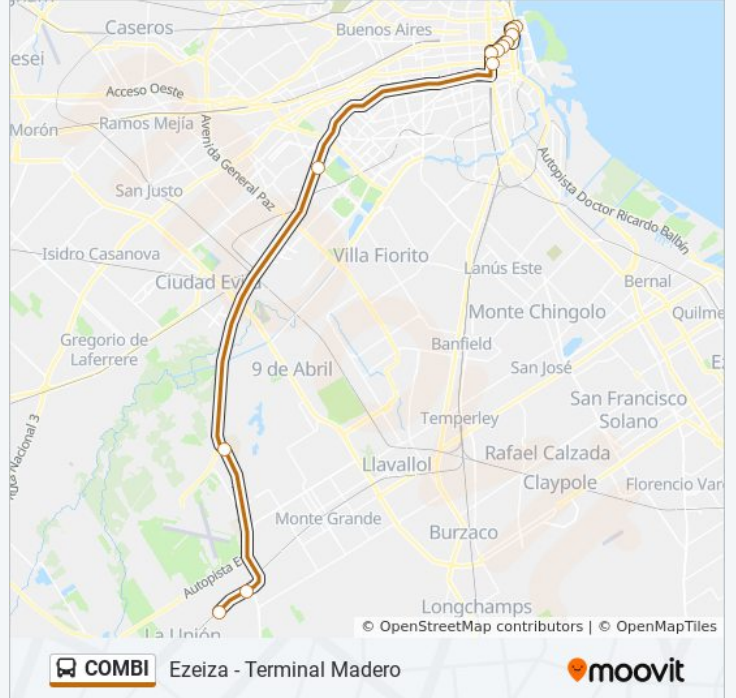 Caseros
Buenos Aires
esei
Acceso Oeste
Morón
Ramos Mejía
Avenida General Paz
San Justo
Autopista Doctor Ricardo Balbín
Isidro Casanova
Villa Fiorito
Lanús Este
Ciudad Evita
Bernal
Monte Chingolo
Quilme
Gregorio de
Laferrere
Banfield
9 de Abril
San José
E
San Francisco
Solano
Temperley
Nacional 3
Rafael Calzada
Llavallol
Claypole
Florencio Var
Monte Grande
Burzaco
Autopista E
Longchamps
La Unión
© OpenStreetMap contributors | © OpenMapTiles
COMBI
Ezeiza - Terminal Madero
moovit